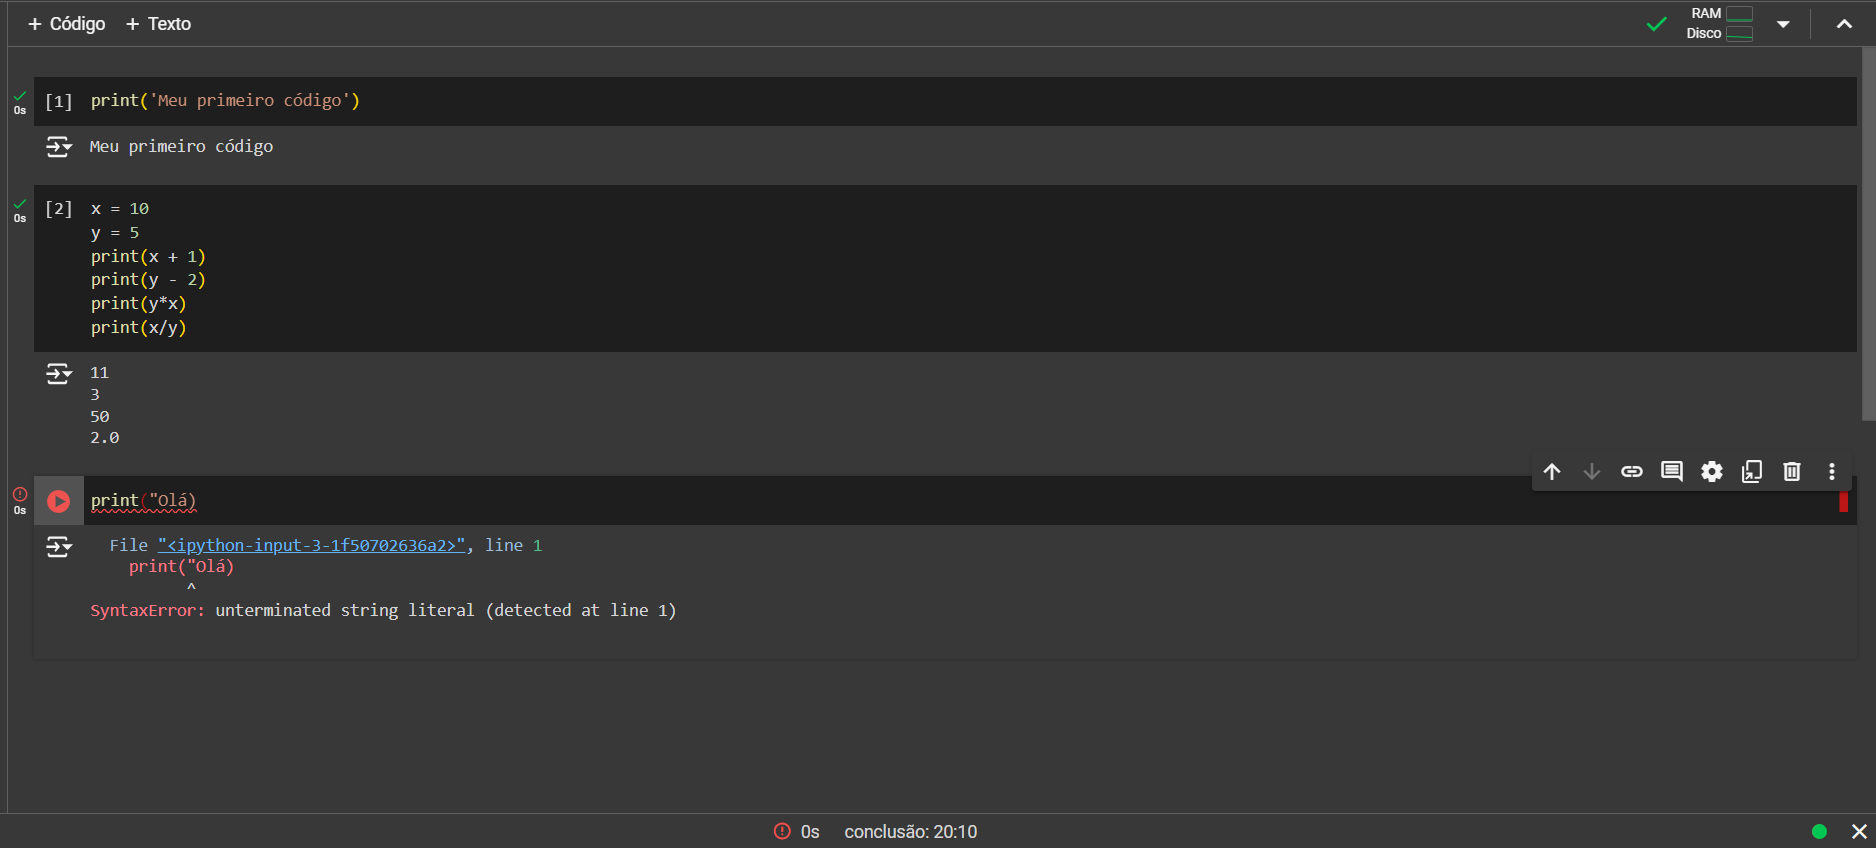 + Código + Texto
RAM
Disco
0s
[1] print('Meu primeiro código')
Meu primeiro código
0s
[2] x = 10
y = 5
print(x + 1)
print(y - 2)
print(y*x)
print(x/y)
11
3
50
2.0
0s
print("Olá)
File "<ipython-input-3-1f50702636a2>", line 1
print("Olá)
^
SyntaxError: unterminated string literal (detected at line 1)
0s conclusão: 20:10